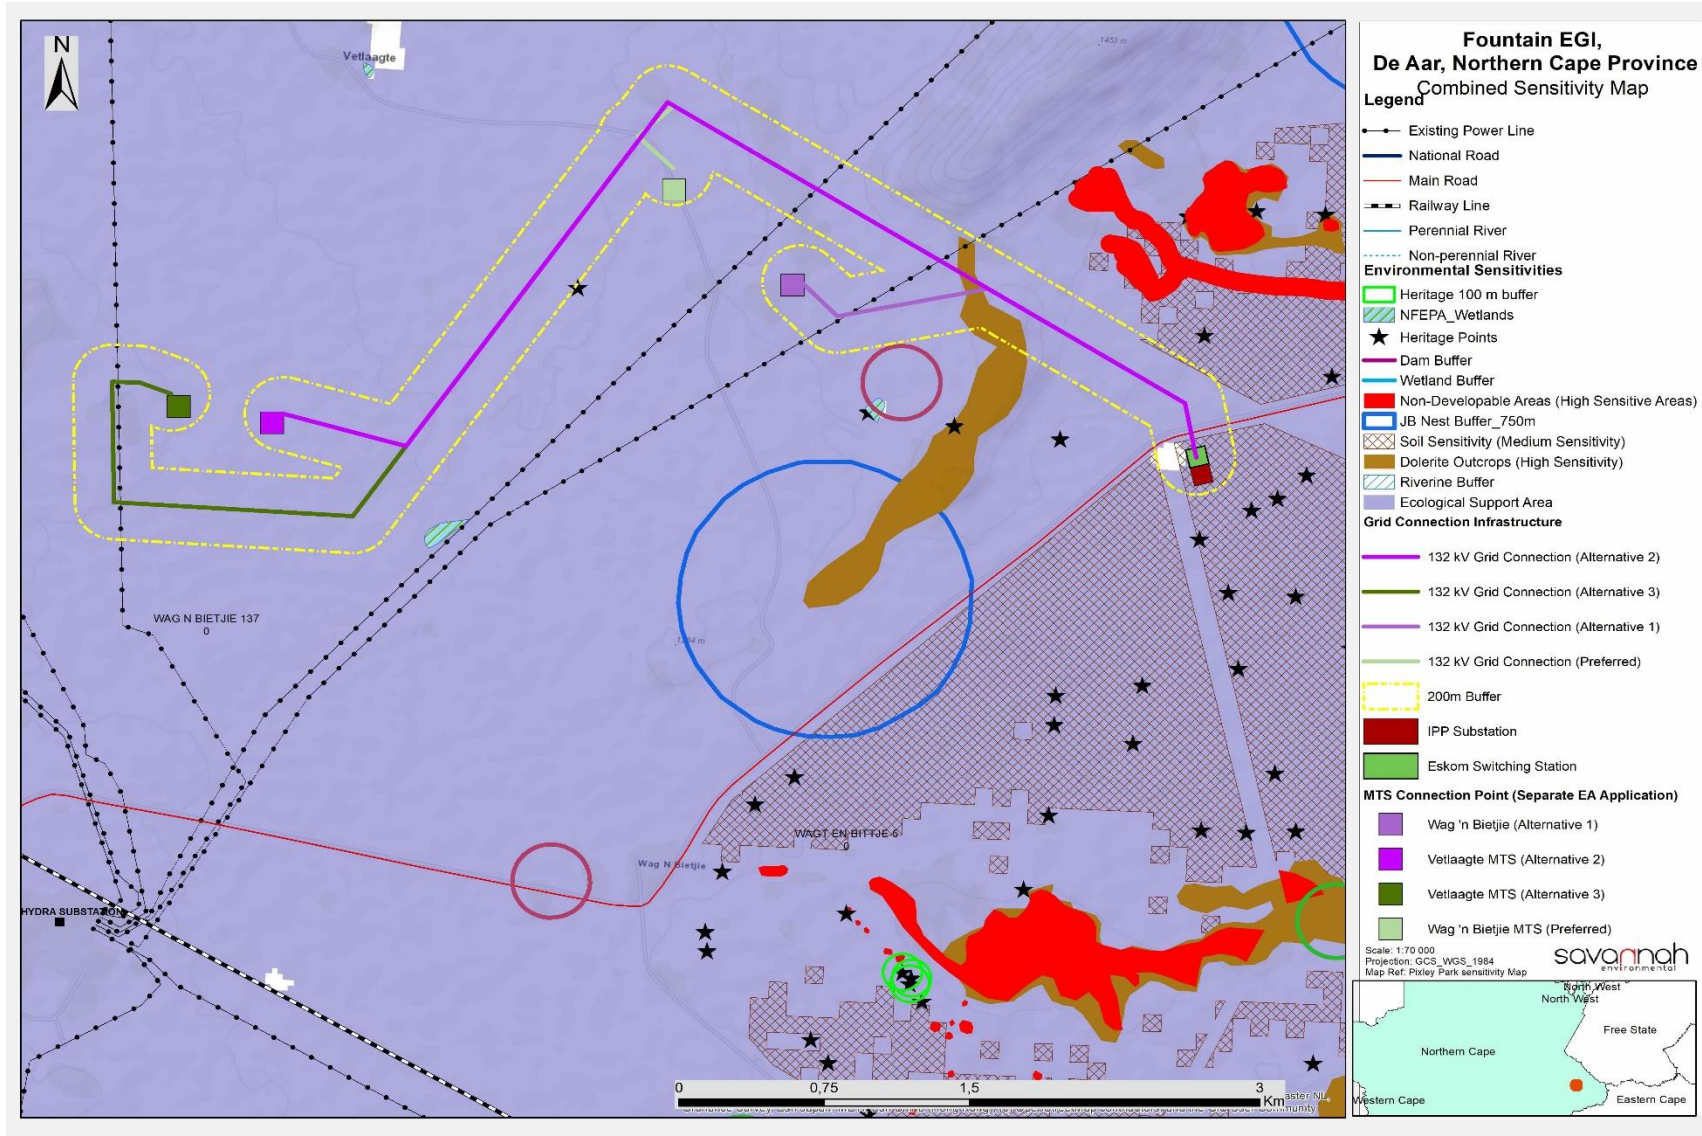 N
Vetlaagte
1453 m
WAG N BIETJIE 137
0
WAGT EN BITTJE 5
0
Wag N Bietjie
HYDRA SUBSTATION
0 0,75 1,5 3
Km
Fountain EGI,
De Aar, Northern Cape Province
Combined Sensitivity Map
Legend
Existing Power Line
National Road
Main Road
Railway Line
Perennial River
Non-perennial River
Environmental Sensitivities
Heritage 100 m buffer
NFEPA_Wetlands
Heritage Points
Dam Buffer
Wetland Buffer
Non-Developable Areas (High Sensitive Areas)
JB Nest Buffer_750m
Soil Sensitivity (Medium Sensitivity)
Dolerite Outcrops (High Sensitivity)
Riverine Buffer
Ecological Support Area
Grid Connection Infrastructure
132 kV Grid Connection (Alternative 2)
132 kV Grid Connection (Alternative 3)
132 kV Grid Connection (Alternative 1)
132 kV Grid Connection (Preferred)
200m Buffer
IPP Substation
Eskom Switching Station
MTS Connection Point (Separate EA Application)
Wag 'n Bietjie (Alternative 1)
Vetlaagte MTS (Alternative 2)
Vetlaagte MTS (Alternative 3)
Wag 'n Bietjie MTS (Preferred)
Scale: 1:70 000
Projection: GCS_WGS_1984
Map Ref: Pixley Park sensitivity Map
savannah
environmental
North West
North West
Free State
Northern Cape
Western Cape
Eastern Cape